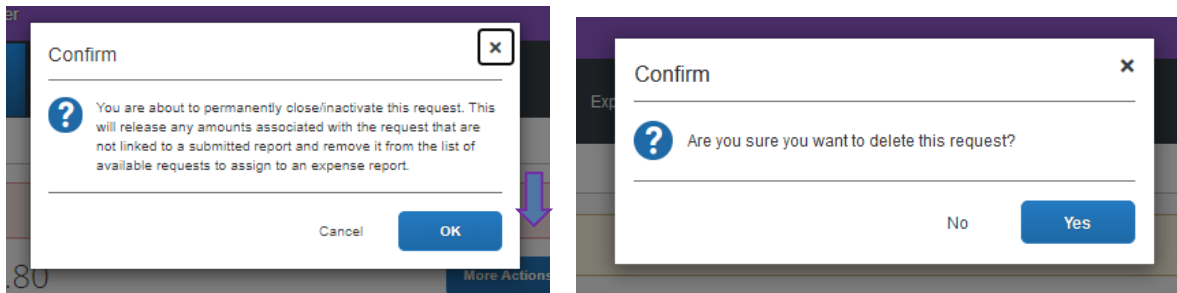 er
Confirm
×
You are about to permanently close/inactivate this request. This
will release any amounts associated with the request that are
not linked to a submitted report and remove it from the list of
available requests to assign to an expense report.
Cancel
OK
.80
More Actions
Confirm
×
Exp
?
Are you sure you want to delete this request?
No
Yes